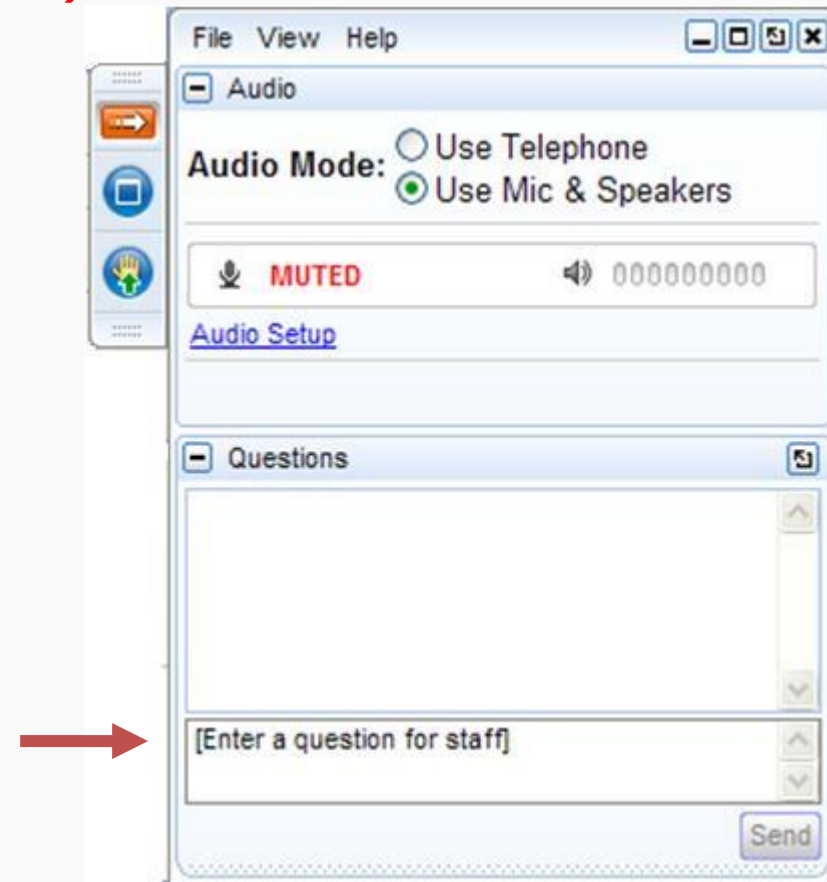 File View Help
Audio
Audio Mode:
Use Telephone
Use Mic & Speakers
MUTED
000000000
Audio Setup
Questions
[Enter a question for staff]
Send